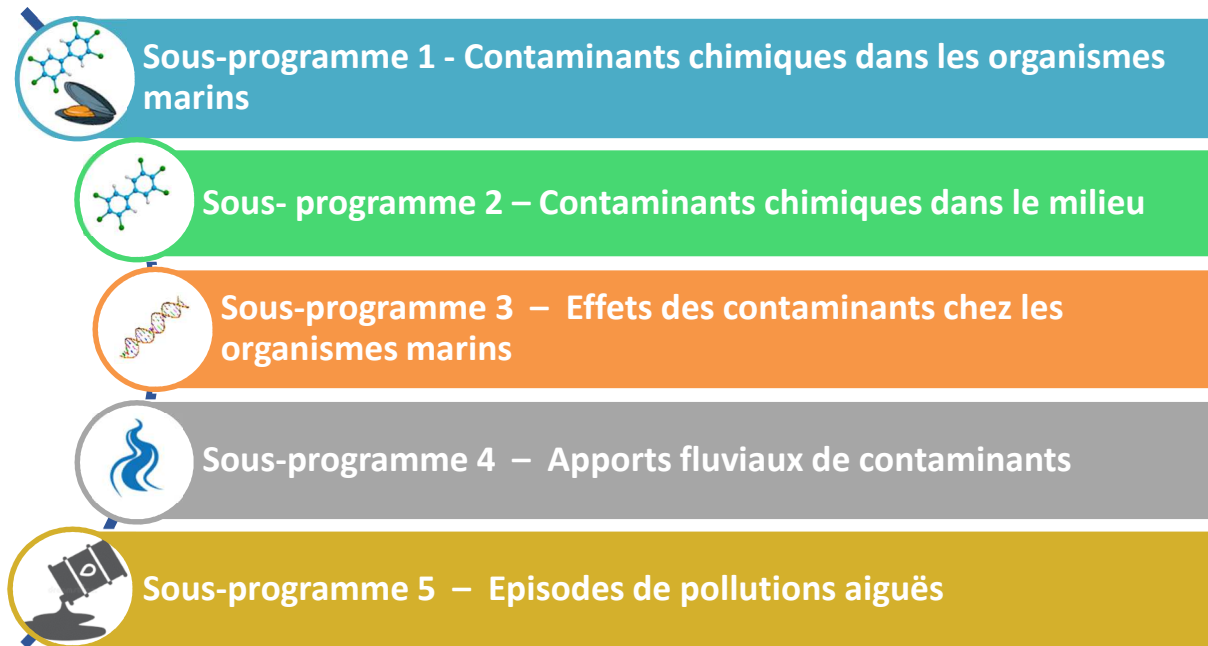 Sous-programme 1 - Contaminants chimiques dans les organismes
marins
Sous- programme 2 – Contaminants chimiques dans le milieu
Sous-programme 3 – Effets des contaminants chez les
organismes marins
Sous-programme 4 – Apports fluviaux de contaminants
Sous-programme 5 – Episodes de pollutions aiguës